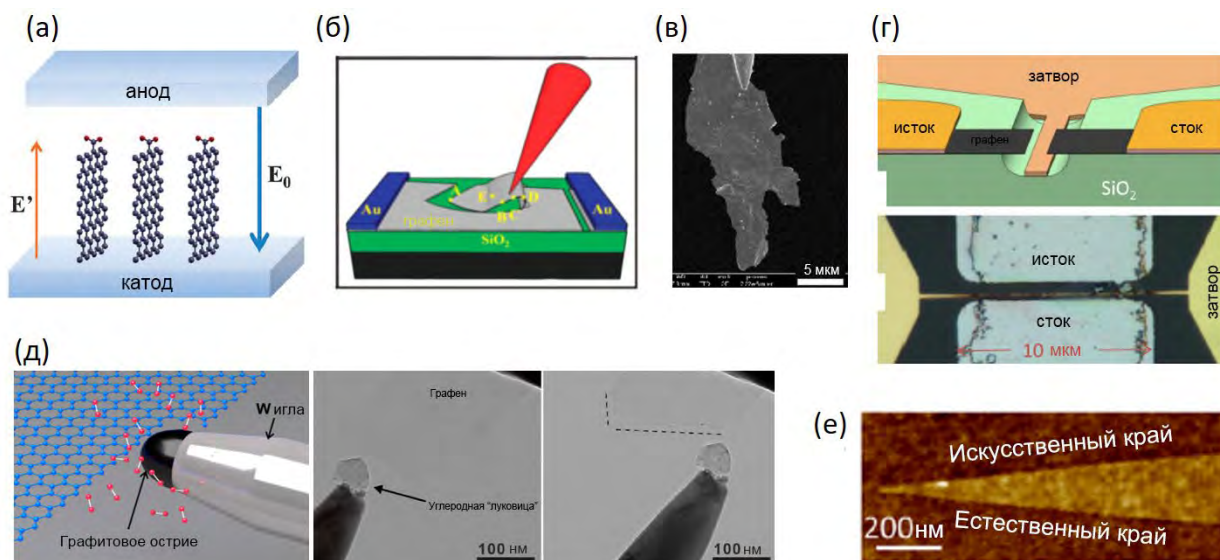 (а)
анод
E'
E₀
катод
(б)
A
E
D
B
C
Au
графен
Au
SiO₂
(в)
5 мкм
(г)
затвор
исток
графен
сток
SiO₂
исток
сток
затвор
10 мкм
(д)
W игла
Графитовое острие
Графен
Углеродная "луковица"
100 нм
100 нм
(е)
Искусственный край
200нм
Естественный край